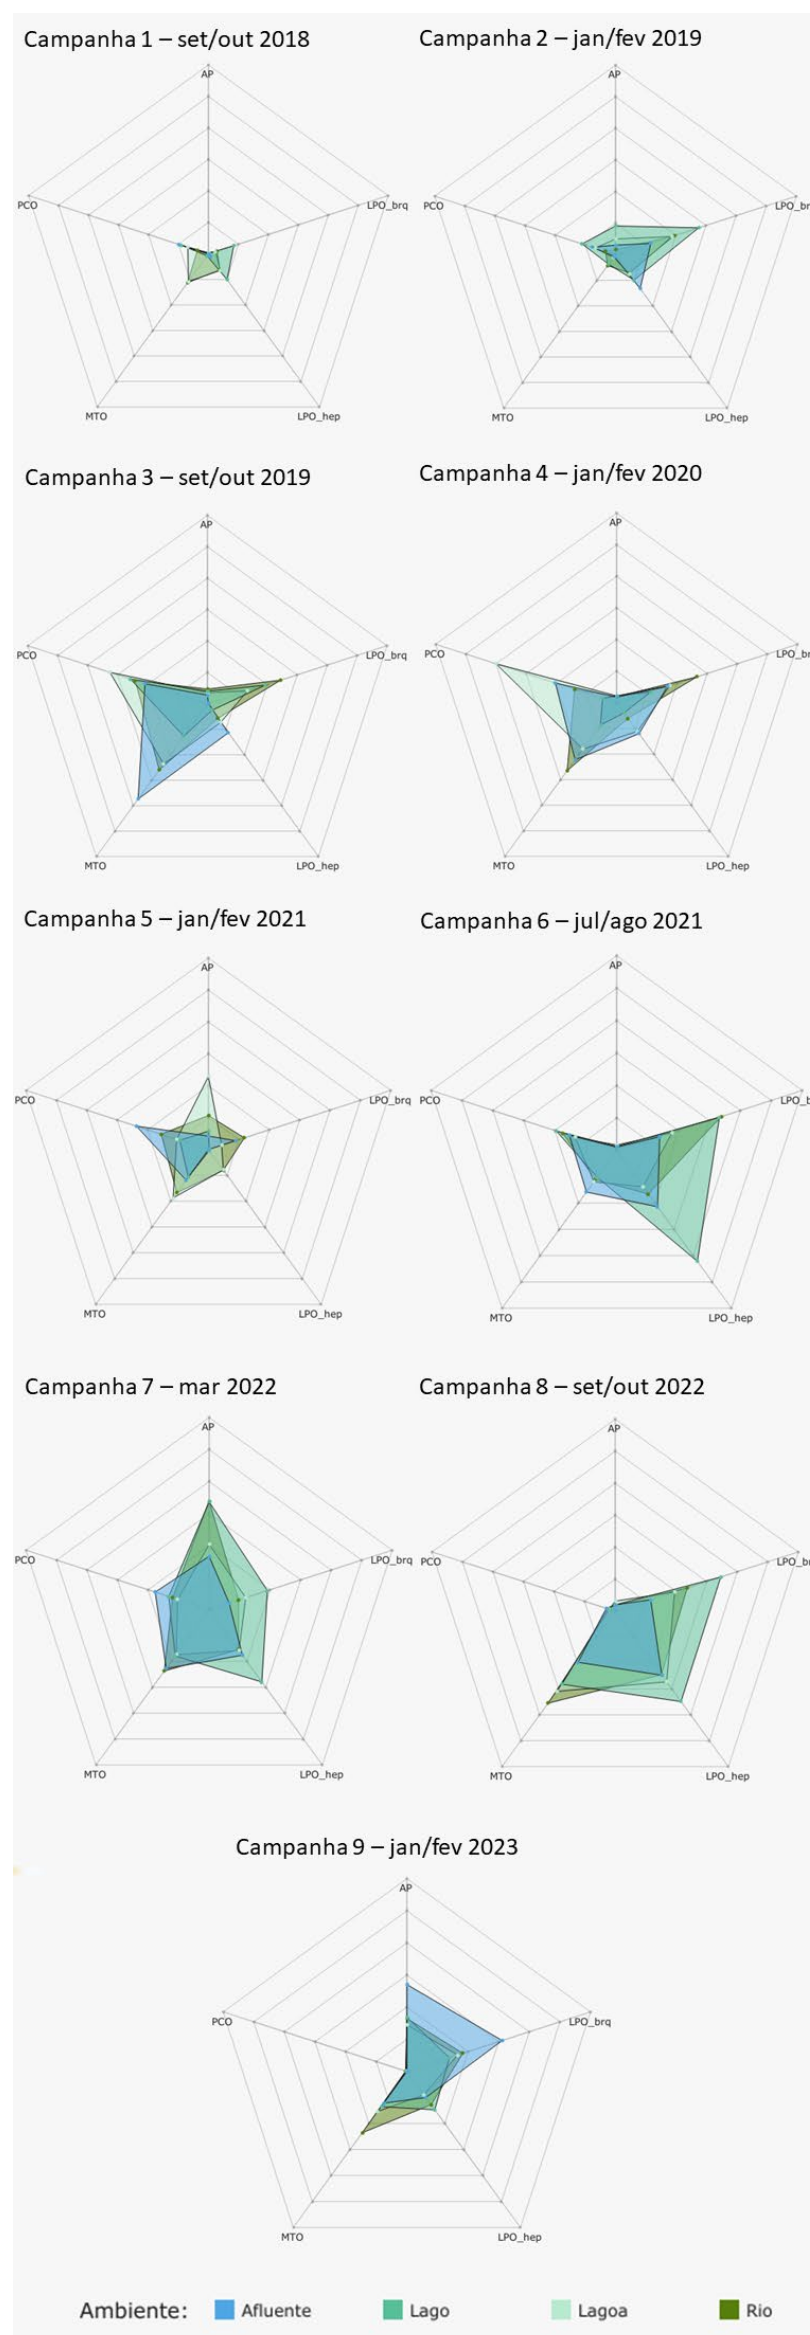 Campanha 1 – set/out 2018
Campanha 2 – jan/fev 2019
AP
AP
PCO
LPO_brq
PCO
LPO_br
MTO
LPO_hep
MTO
LPO_hep
Campanha 3 – set/out 2019
Campanha 4 – jan/fev 2020
AP
AP
PCO
LPO_brq
PCO
LPO_br
MTO
LPO_hep
MTO
LPO_hep
Campanha 5 – jan/fev 2021
Campanha 6 – jul/ago 2021
AP
AP
PCO
LPO_brq
PCO
LPO_b
MTO
LPO_hep
MTO
LPO_hep
Campanha 7 – mar 2022
Campanha 8 – set/out 2022
AP
AP
PCO
LPO_brq
PCO
LPO_br
MTO
LPO_hep
MTO
LPO_hep
Campanha 9 – jan/fev 2023
AP
PCO
LPO_brq
MTO
LPO_hep
Ambiente: Afluente Lago Lagoa Rio